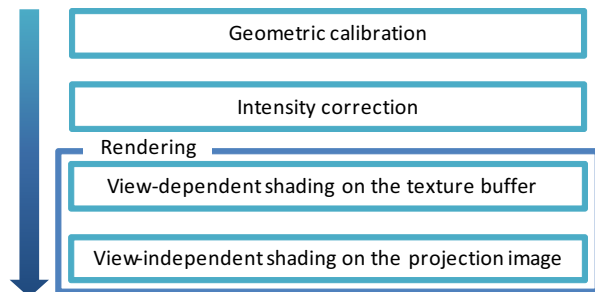 Geometric calibration
Intensity correction
Rendering
View-dependent shading on the texture buffer
View-independent shading on the projection image